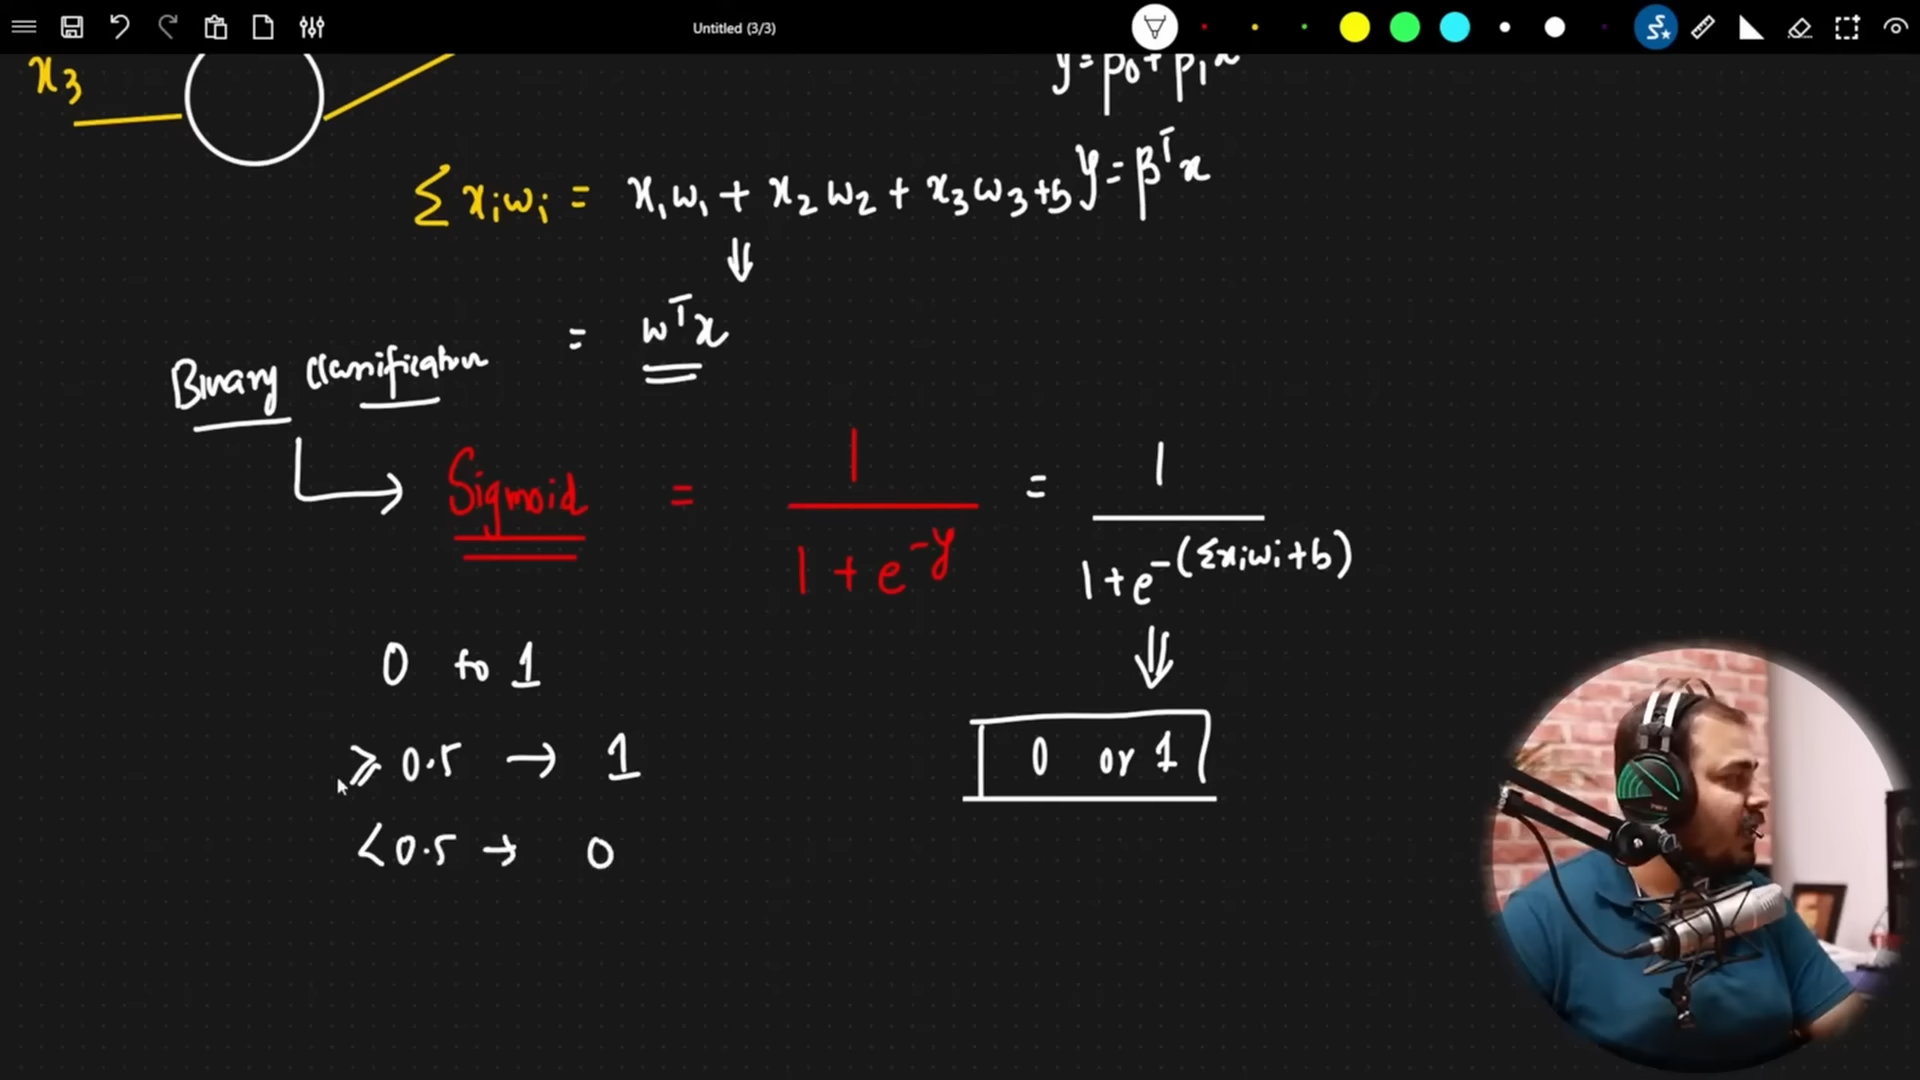 Untitled (3/3)
x3
y = β0 + β1x
Σ xiwi = x1w1 + x2w2 + x3w3 + b
y = βᵀx
⇓
= wᵀx
Binary Classification
→ Sigmoid = 1 / 1 + e^-y = 1 / 1 + e^-(Σxiwi + b)
⇓
0 to 1
≥ 0.5 → 1
0 or 1
< 0.5 → 0